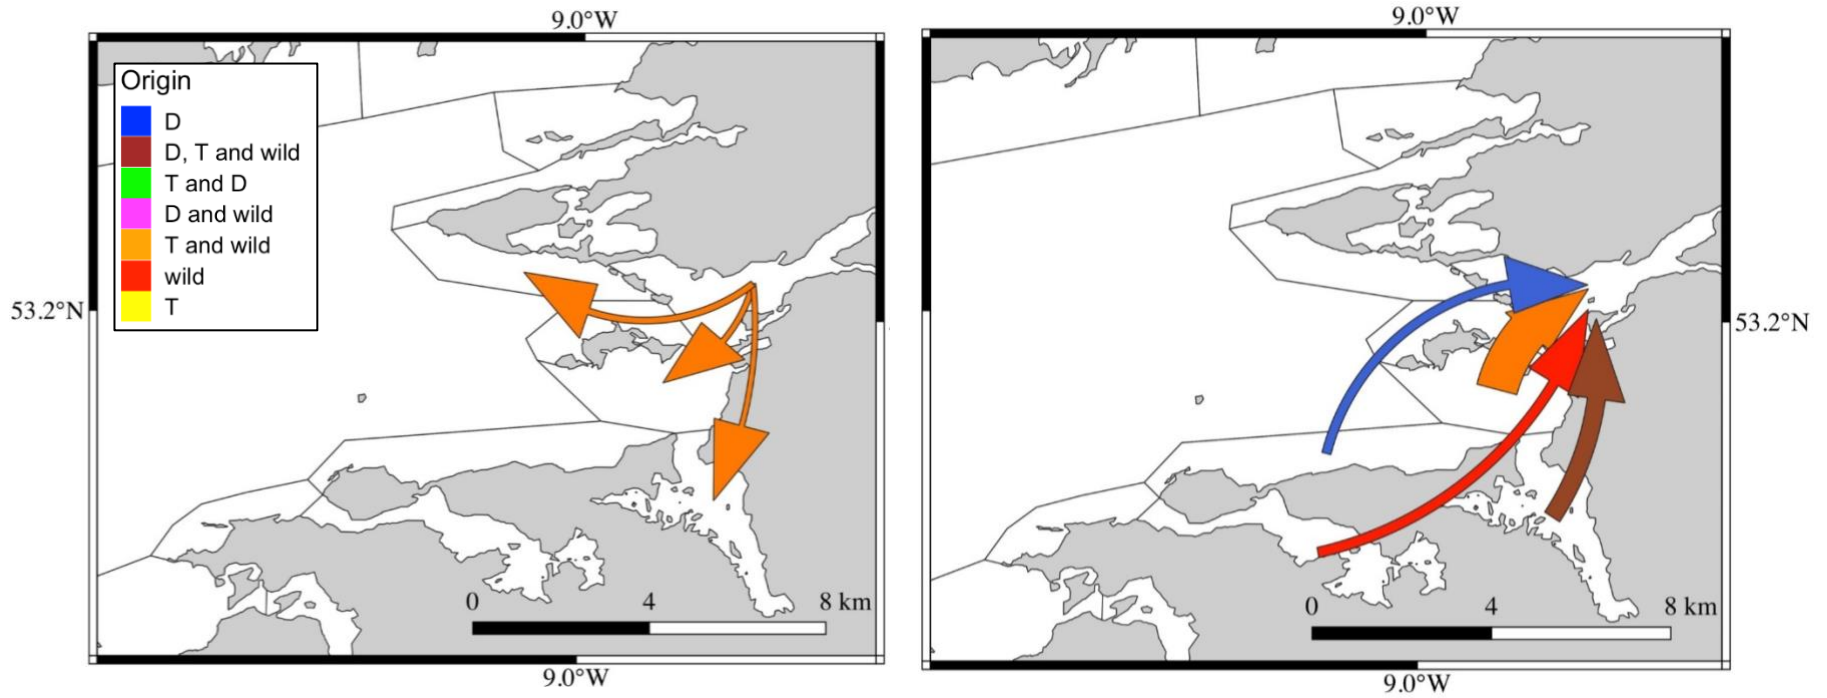 9.0°W
9.0°W
Origin
D
D, T and wild
T and D
D and wild
T and wild
wild
T
53.2°N
53.2°N
0 4 8 km
0 4 8 km
9.0°W
9.0°W